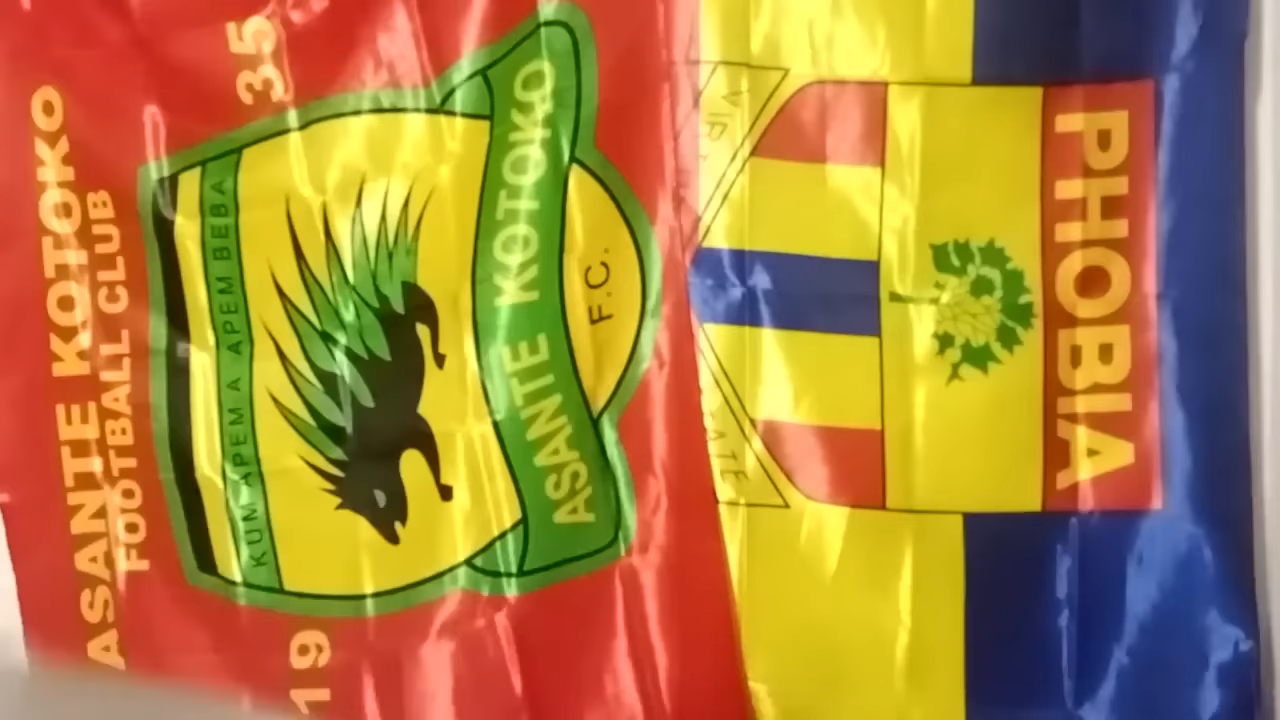 ASANTE KOTOKO
FOOTBALL CLUB
19 35
KUM APEM A APEM BEBA
ASANTE KOTOKO
F.C.
PHOBIA